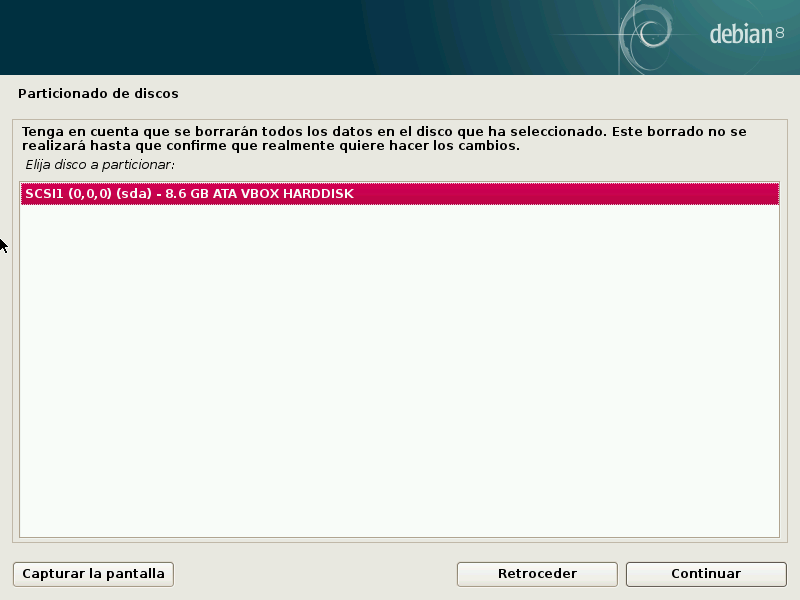 debian 8
Particionado de discos
Tenga en cuenta que se borrarán todos los datos en el disco que ha seleccionado. Este borrado no se
realizará hasta que confirme que realmente quiere hacer los cambios.
Elija disco a particionar:
SCSI1 (0,0,0) (sda) - 8.6 GB ATA VBOX HARDDISK
Capturar la pantalla
Retroceder
Continuar